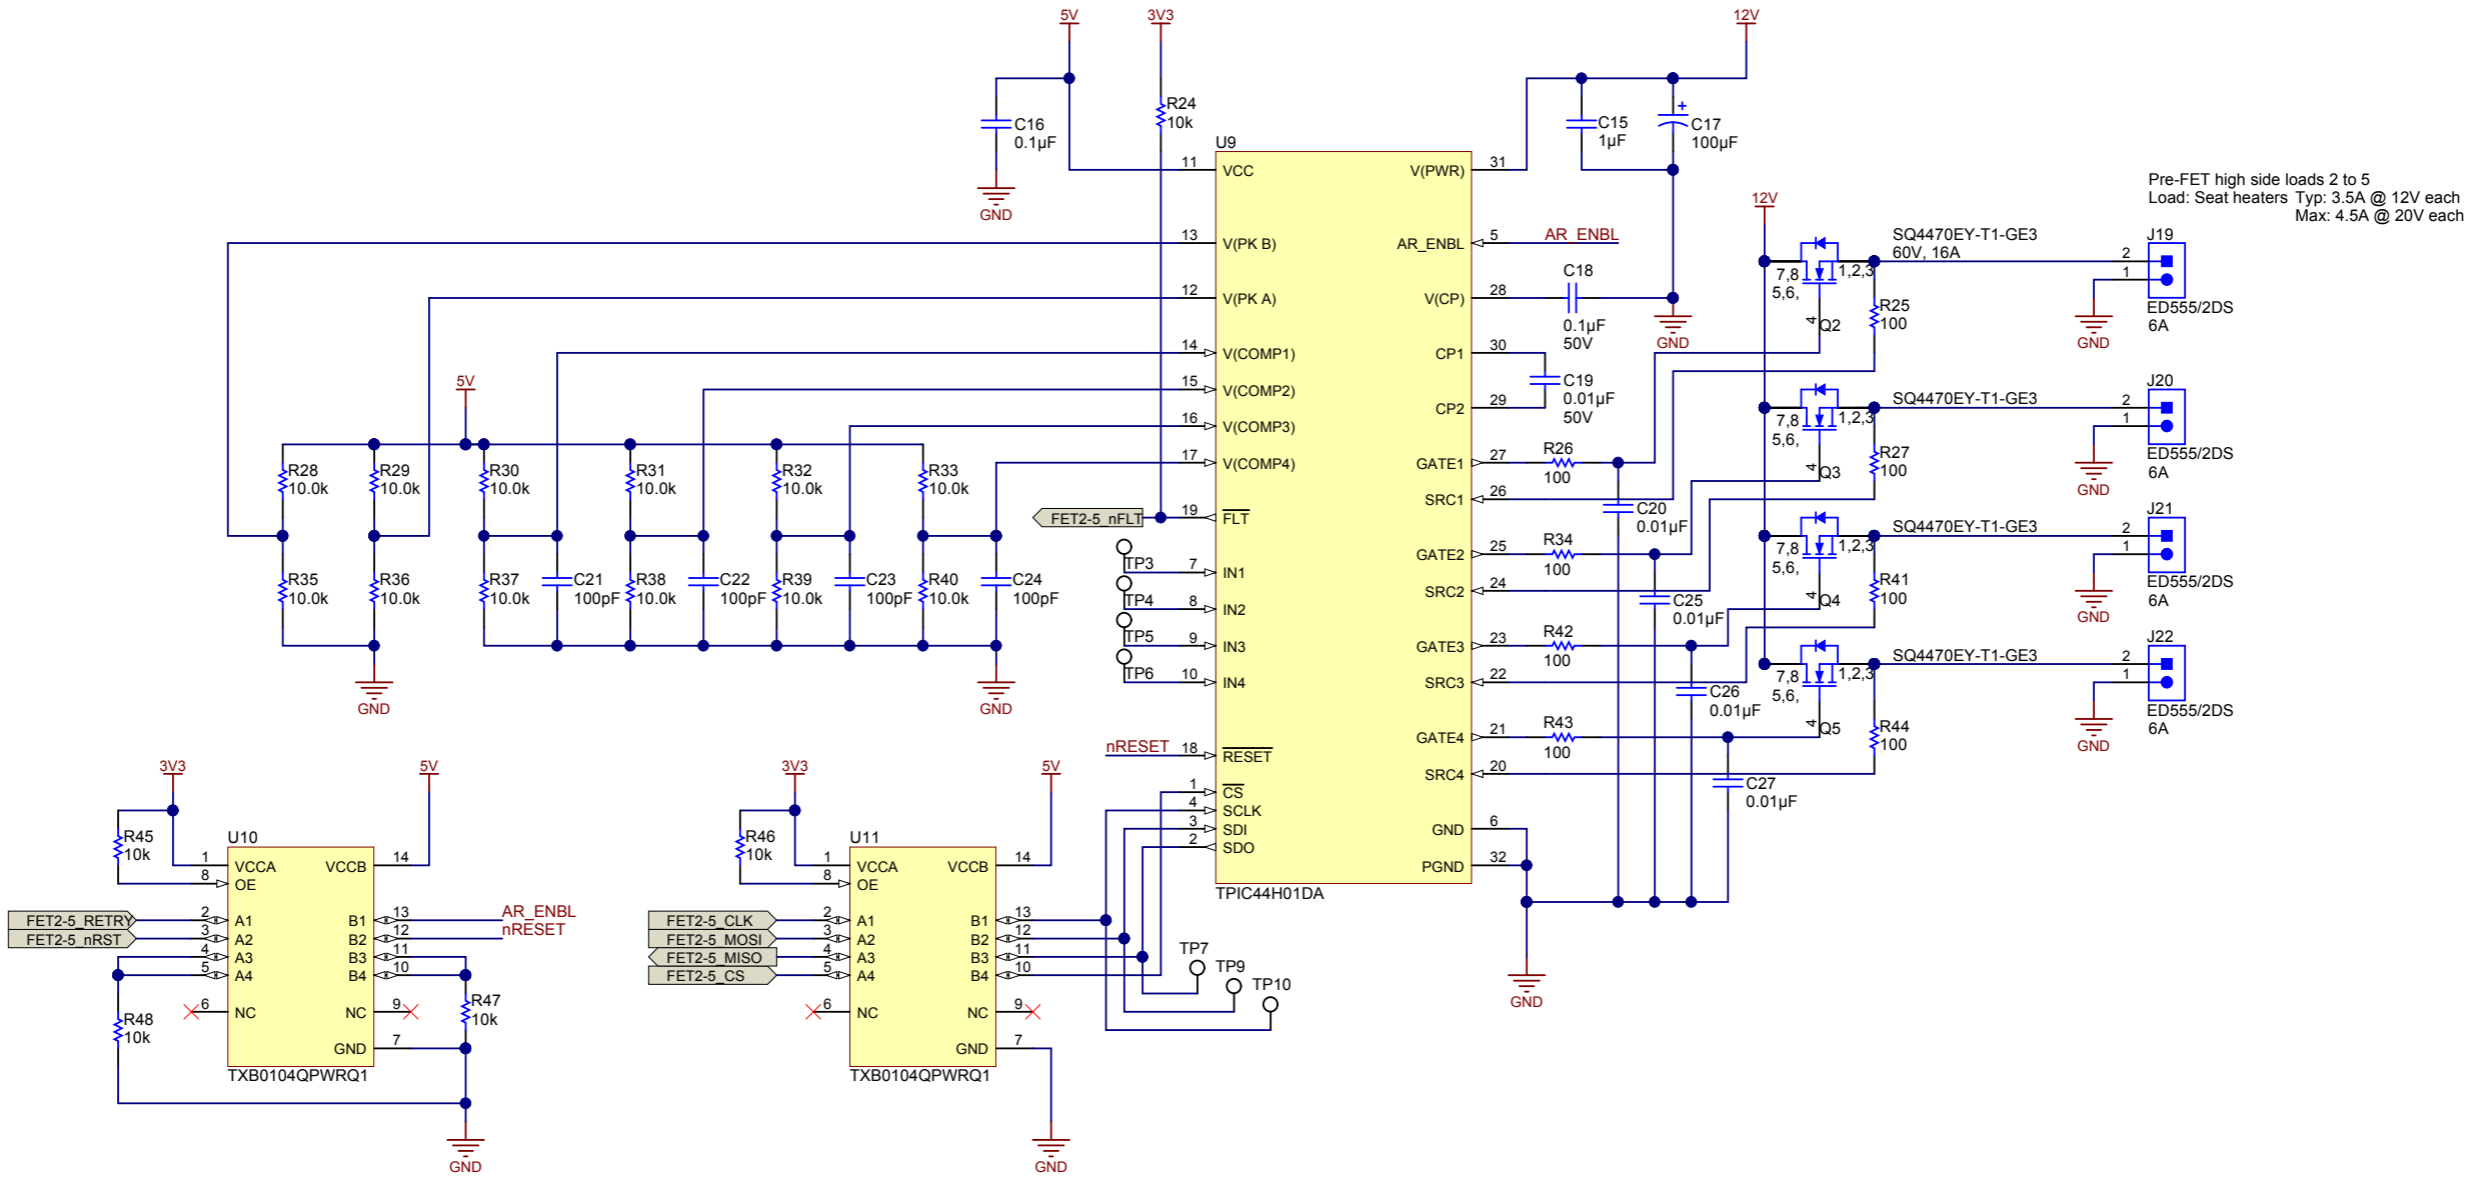 5V
3V3
12V
R24
10k
C16
0.1µF
GND
C15
1µF
C17
100µF
+
GND
U9
11 VCC
13 V(PK B)
12 V(PK A)
14 V(COMP1)
15 V(COMP2)
16 V(COMP3)
17 V(COMP4)
19 FLT
7 IN1
8 IN2
9 IN3
10 IN4
18 RESET
1 CS
4 SCLK
3 SDI
2 SDO
V(PWR) 31
AR_ENBL 5
V(CP) 28
CP1 30
CP2 29
GATE1 27
SRC1 26
GATE2 25
SRC2 24
GATE3 23
SRC3 22
GATE4 21
SRC4 20
GND 6
PGND 32
TPIC44H01DA
AR_ENBL
C18
0.1µF
50V
C19
0.01µF
50V
R26
100
C20
0.01µF
R34
100
C25
0.01µF
R42
100
C26
0.01µF
R43
100
C27
0.01µF
GND
Pre-FET high side loads 2 to 5
Load: Seat heaters Typ: 3.5A @ 12V each
Max: 4.5A @ 20V each
12V
SQ4470EY-T1-GE3
60V, 16A
7,8
5,6,
1,2,3
4
Q2
R25
100
J19
2
1
ED555/2DS
6A
GND
SQ4470EY-T1-GE3
7,8
5,6,
1,2,3
4
Q3
R27
100
J20
2
1
ED555/2DS
6A
GND
SQ4470EY-T1-GE3
7,8
5,6,
1,2,3
4
Q4
R41
100
J21
2
1
ED555/2DS
6A
GND
SQ4470EY-T1-GE3
7,8
5,6,
1,2,3
4
Q5
R44
100
J22
2
1
ED555/2DS
6A
GND
5V
R28
10.0k
R29
10.0k
R30
10.0k
R31
10.0k
R32
10.0k
R33
10.0k
R35
10.0k
R36
10.0k
R37
10.0k
C21
100pF
R38
10.0k
C22
100pF
R39
10.0k
C23
100pF
R40
10.0k
C24
100pF
GND
GND
FET2-5_nFLT
TP3
TP4
TP5
TP6
nRESET
3V3
5V
R45
10k
U10
1 VCCA
8 OE
2 A1
3 A2
4 A3
5 A4
6 NC
VCCB 14
B1 13
B2 12
B3 11
B4 10
NC 9
GND 7
TXB0104QPWRQ1
FET2-5_RETRY
FET2-5_nRST
AR_ENBL
nRESET
R48
10k
R47
10k
GND
3V3
5V
R46
10k
U11
1 VCCA
8 OE
2 A1
3 A2
4 A3
5 A4
6 NC
VCCB 14
B1 13
B2 12
B3 11
B4 10
NC 9
GND 7
TXB0104QPWRQ1
FET2-5_CLK
FET2-5_MOSI
FET2-5_MISO
FET2-5_CS
TP7
TP9
TP10
GND